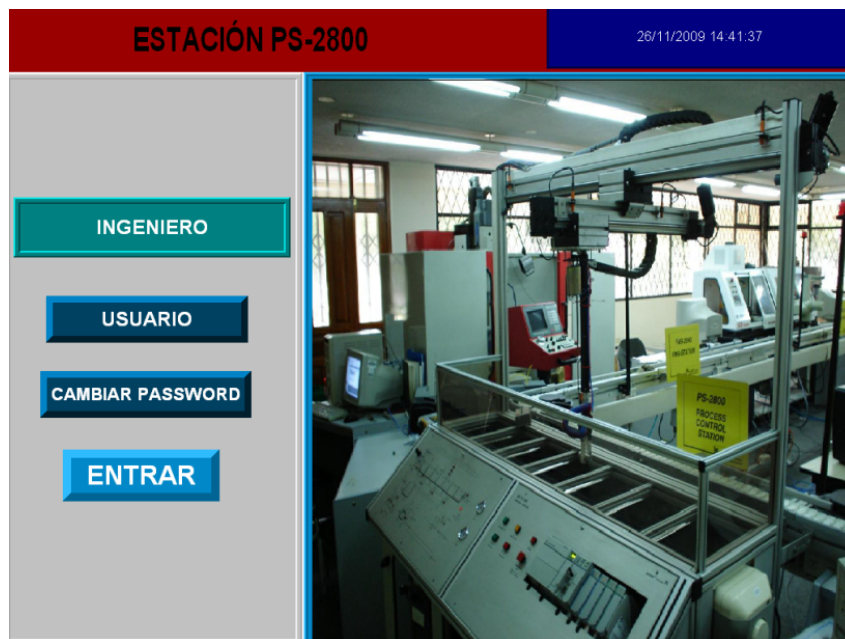 ESTACIÓN PS-2800
26/11/2009 14:41:37
INGENIERO
USUARIO
CAMBIAR PASSWORD
ENTRAR
PS-2800
PROCESS
CONTROL
STATION